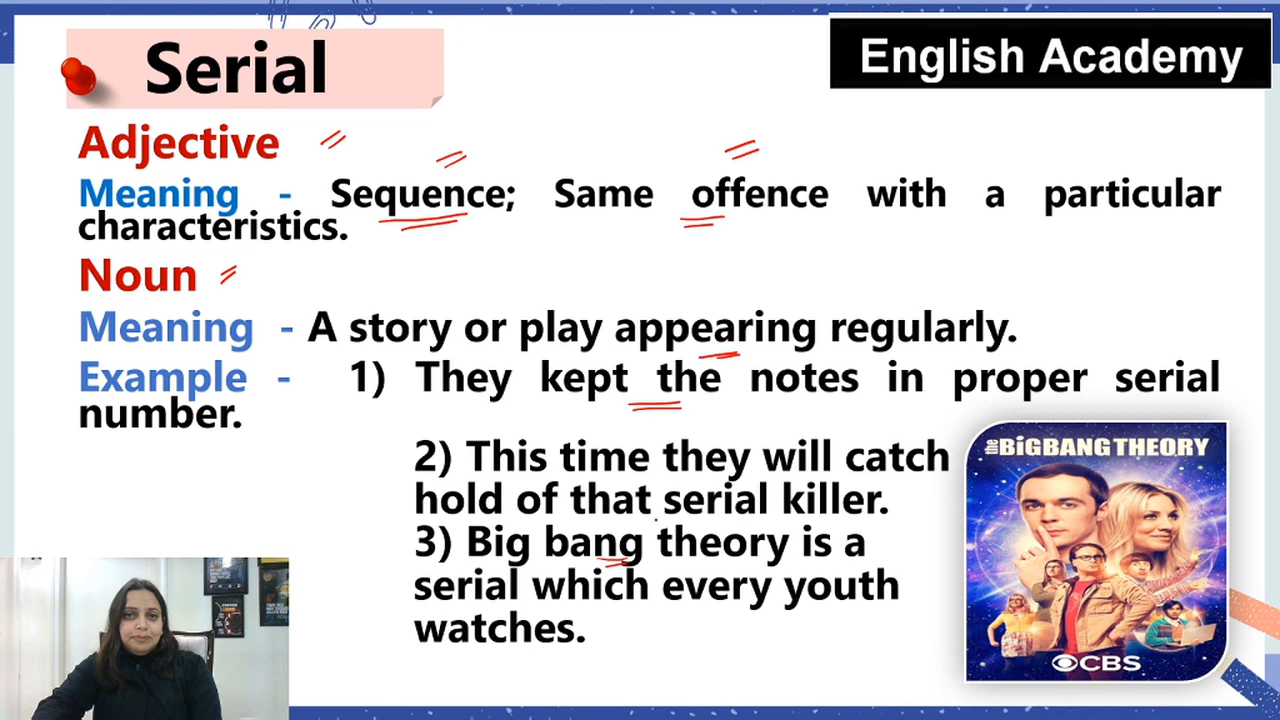 Serial
English Academy
Adjective
Meaning - Sequence; Same offence with a particular
characteristics.
Noun
Meaning - A story or play appearing regularly.
Example - 1) They kept the notes in proper serial
number.
2) This time they will catch
hold of that serial killer.
3) Big bang theory is a
serial which every youth
watches.
the BiGBANG THEORY
CBS